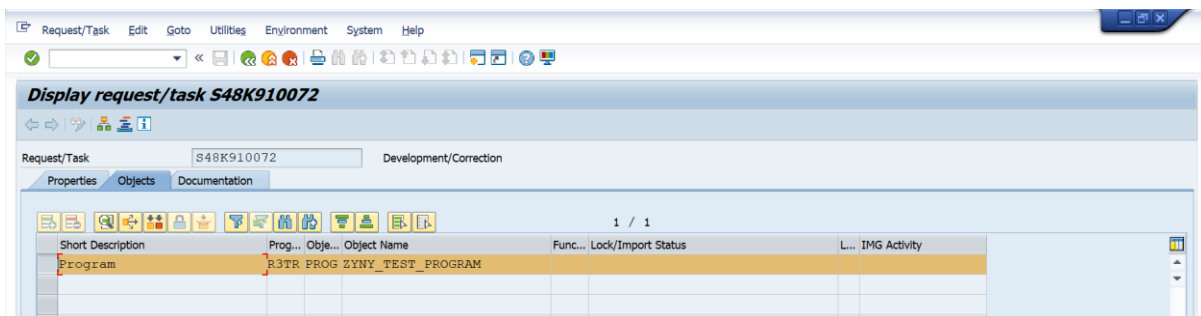 Request/Task Edit Goto Utilities Environment System Help
Display request/task S48K910072
Request/Task S48K910072 Development/Correction
Properties Objects Documentation
1 / 1
Short Description Prog... Obje... Object Name Func... Lock/Import Status L... IMG Activity
Program R3TR PROG ZYNY_TEST_PROGRAM